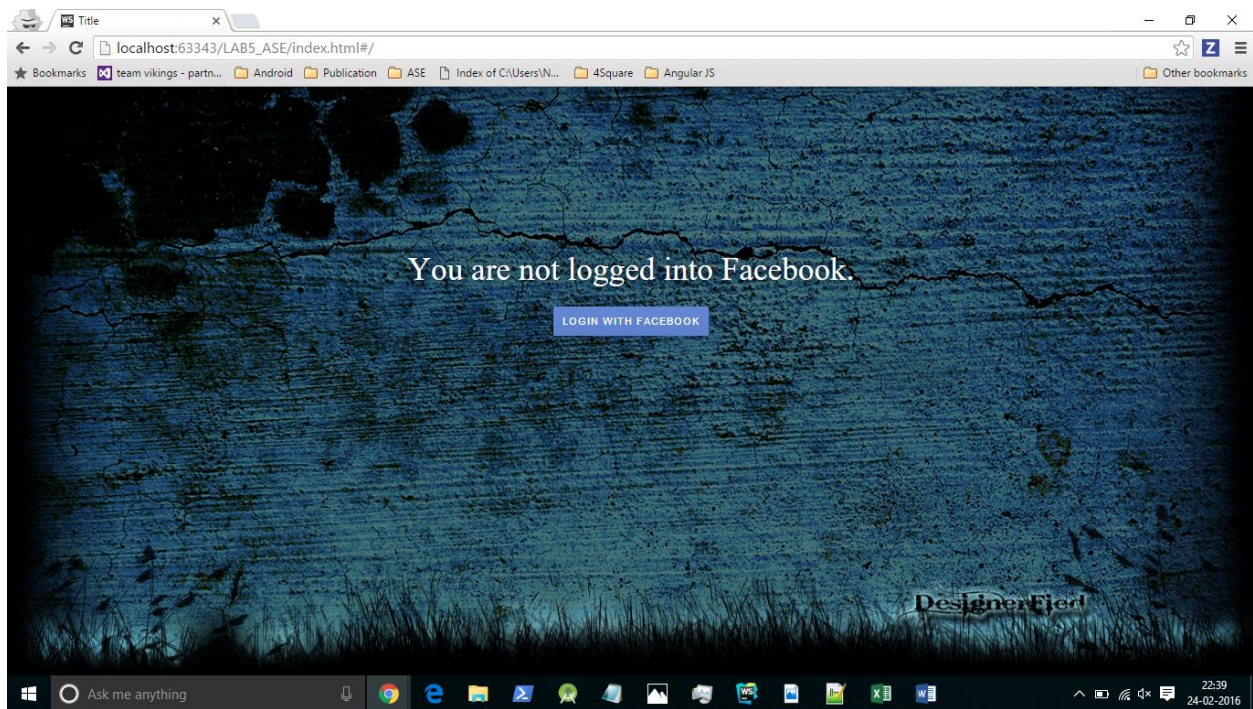 WS Title
localhost:63343/LAB5_ASE/index.html#/
Z
Bookmarks team vikings - partn... Android Publication ASE Index of C:\Users\N... 4Square Angular JS Other bookmarks
You are not logged into Facebook.
LOGIN WITH FACEBOOK
DesignerFied
Ask me anything
22:39
24-02-2016